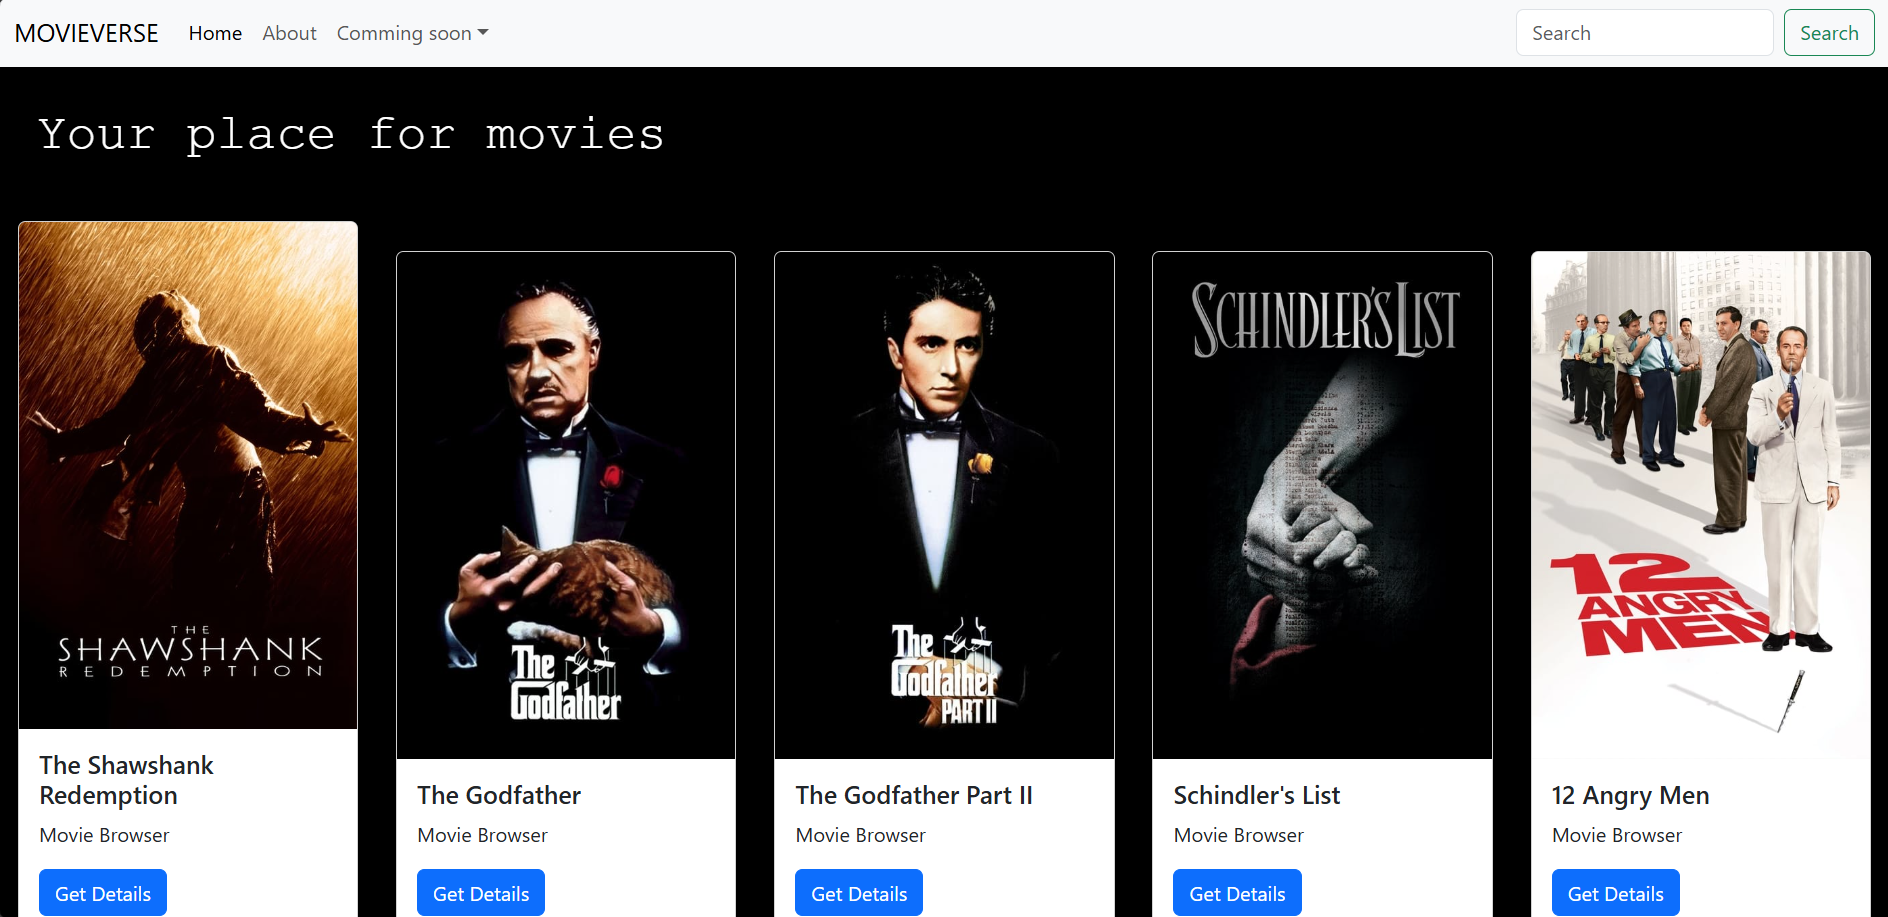 MOVIEVERSE Home About Comming soon Search Search
Your place for movies
THE
SHAWSHANK
REDEMPTION
The
Godfather
The
Godfather
PART II
SCHINDLER'S LIST
12
ANGRY
MEN
The Shawshank
Redemption
Movie Browser
Get Details
The Godfather
Movie Browser
Get Details
The Godfather Part II
Movie Browser
Get Details
Schindler's List
Movie Browser
Get Details
12 Angry Men
Movie Browser
Get Details